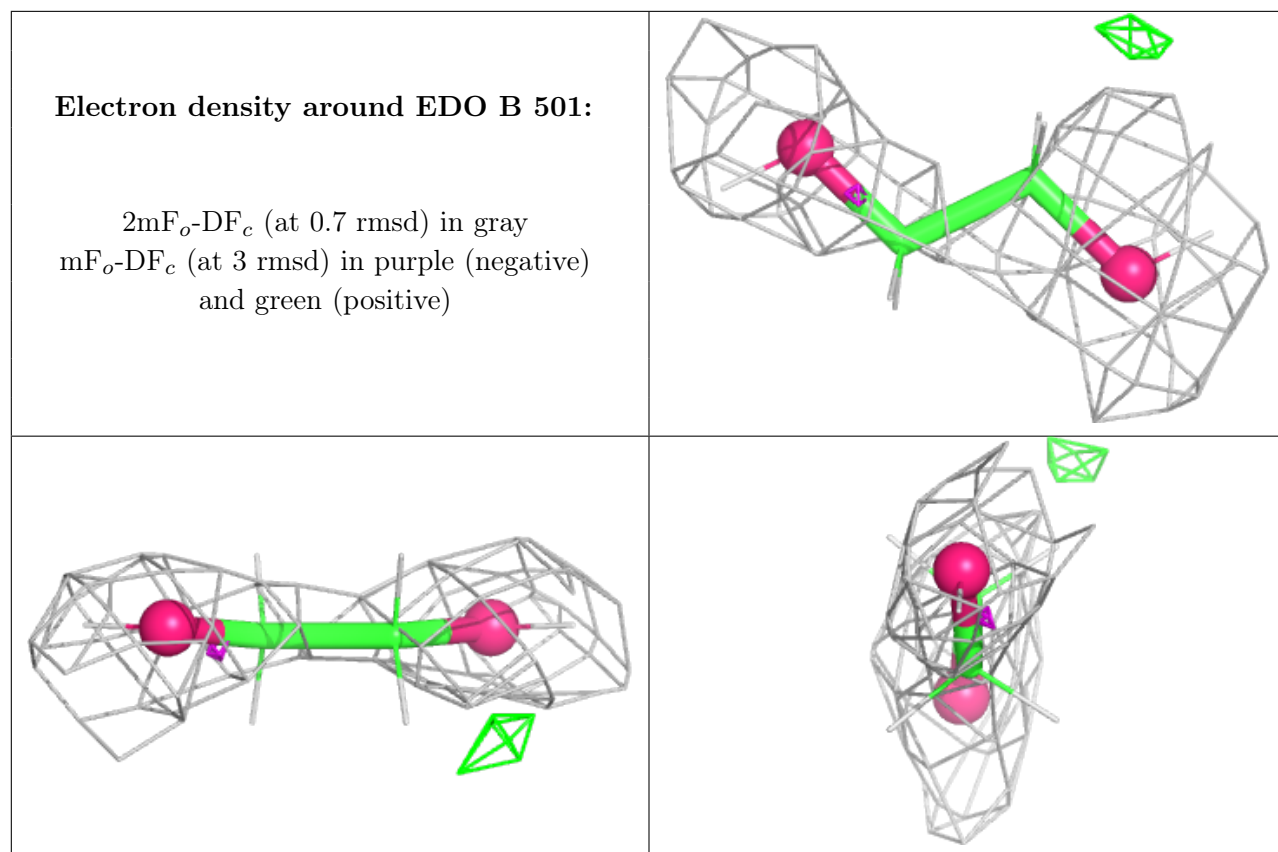 Electron density around EDO B 501:
2mFₒ-DF𝒸 (at 0.7 rmsd) in gray
mFₒ-DF𝒸 (at 3 rmsd) in purple (negative)
and green (positive)